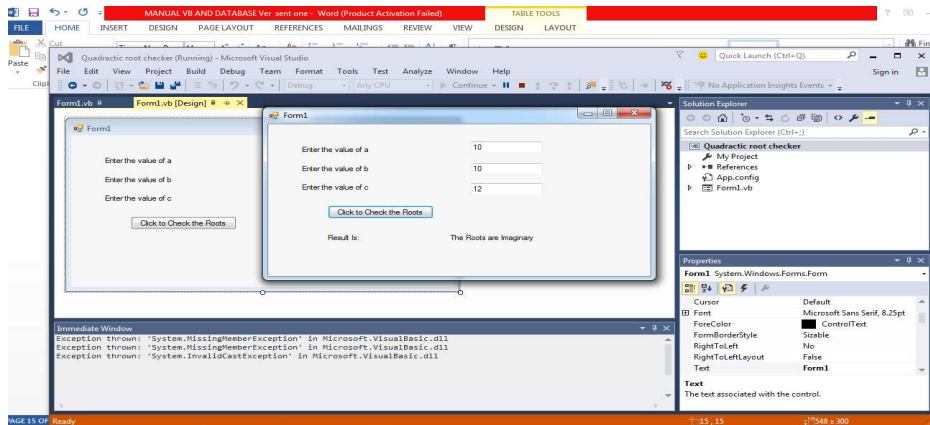 MANUAL VB AND DATABASE Ver sent one - Word (Product Activation Failed)
TABLE TOOLS
FILE HOME INSERT DESIGN PAGE LAYOUT REFERENCES MAILINGS REVIEW VIEW DESIGN LAYOUT
Cut
Paste
Clip
Fin
Quadractic root checker (Running) - Microsoft Visual Studio
Quick Launch (Ctrl+Q)
File Edit View Project Build Debug Team Format Tools Test Analyze Window Help
Sign in
Debug Any CPU Continue No Application Insights Events
Form1.vb Form1.vb [Design]
Form1
Enter the value of a
Enter the value of b
Enter the value of c
Click to Check the Roots
Form1
Enter the value of a 10
Enter the value of b 10
Enter the value of c 12
Click to Check the Roots
Result Is: The Roots are Imaginary
Solution Explorer
Search Solution Explorer (Ctrl+;)
Quadractic root checker
My Project
References
App.config
Form1.vb
Properties
Form1 System.Windows.Forms.Form
Cursor Default
Font Microsoft Sans Serif, 8.25pt
ForeColor ControlText
FormBorderStyle Sizable
RightToLeft No
RightToLeftLayout False
Text Form1
Text
The text associated with the control.
Immediate Window
Exception thrown: 'System.MissingMemberException' in Microsoft.VisualBasic.dll
Exception thrown: 'System.MissingMemberException' in Microsoft.VisualBasic.dll
Exception thrown: 'System.InvalidCastException' in Microsoft.VisualBasic.dll
PAGE 15 OF Ready 15 , 15 548 x 300